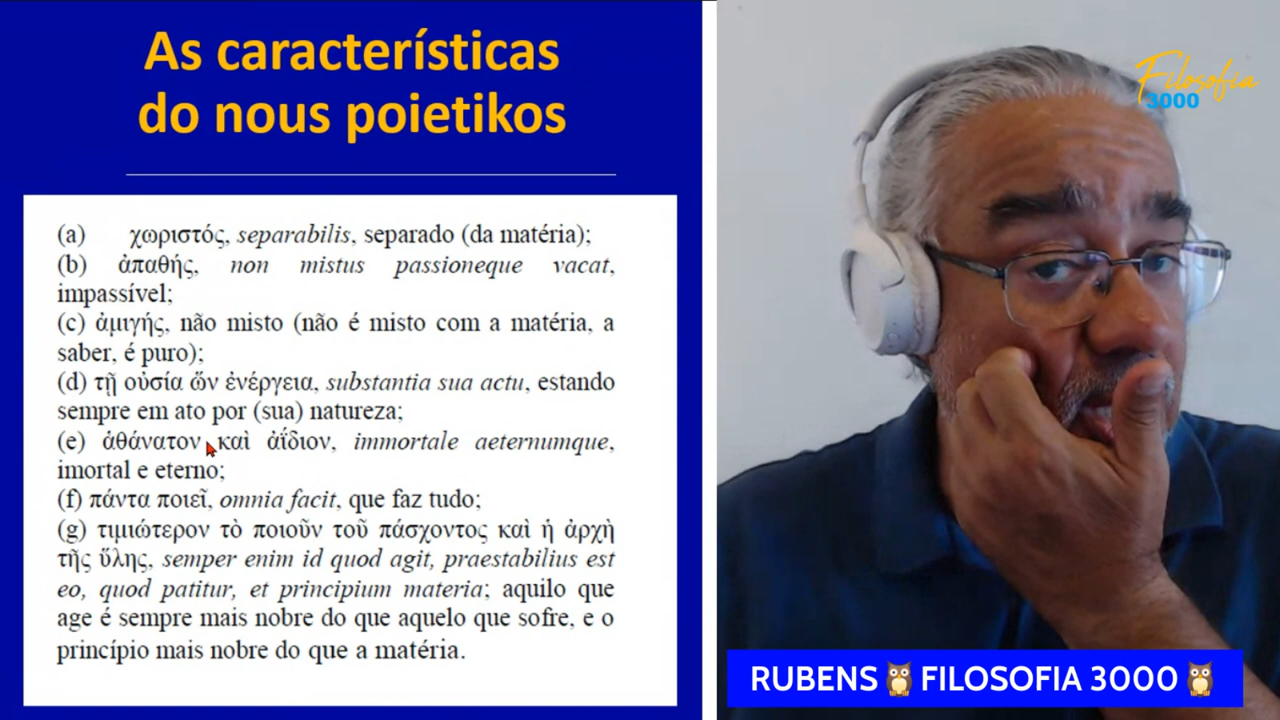 As características
do nous poietikos
(a) χωριστός, separabilis, separado (da matéria);
(b) ἀπαθής, non mistus passioneque vacat,
impassível;
(c) ἀμιγής, não misto (não é misto com a matéria, a
saber, é puro);
(d) τῇ οὐσία ὥν ἐνέργεια, substantia sua actu, estando
sempre em ato por (sua) natureza;
(e) ἁθάνατον καὶ ἀΐδιον, immortale aeternumque,
imortal e eterno;
(f) πάντα ποιεῖ, omnia facit, que faz tudo;
(g) τιμιώτερον τὸ ποιοῦν τοῦ πάσχοντος καὶ ἡ ἀρχὴ
τῆς ὕλης, semper enim id quod agit, praestabilius est
eo, quod patitur, et principium materia; aquilo que
age é sempre mais nobre do que aquelo que sofre, e o
princípio mais nobre do que a matéria.
Filosofia
3000
RUBENS🦉FILOSOFIA 3000🦉